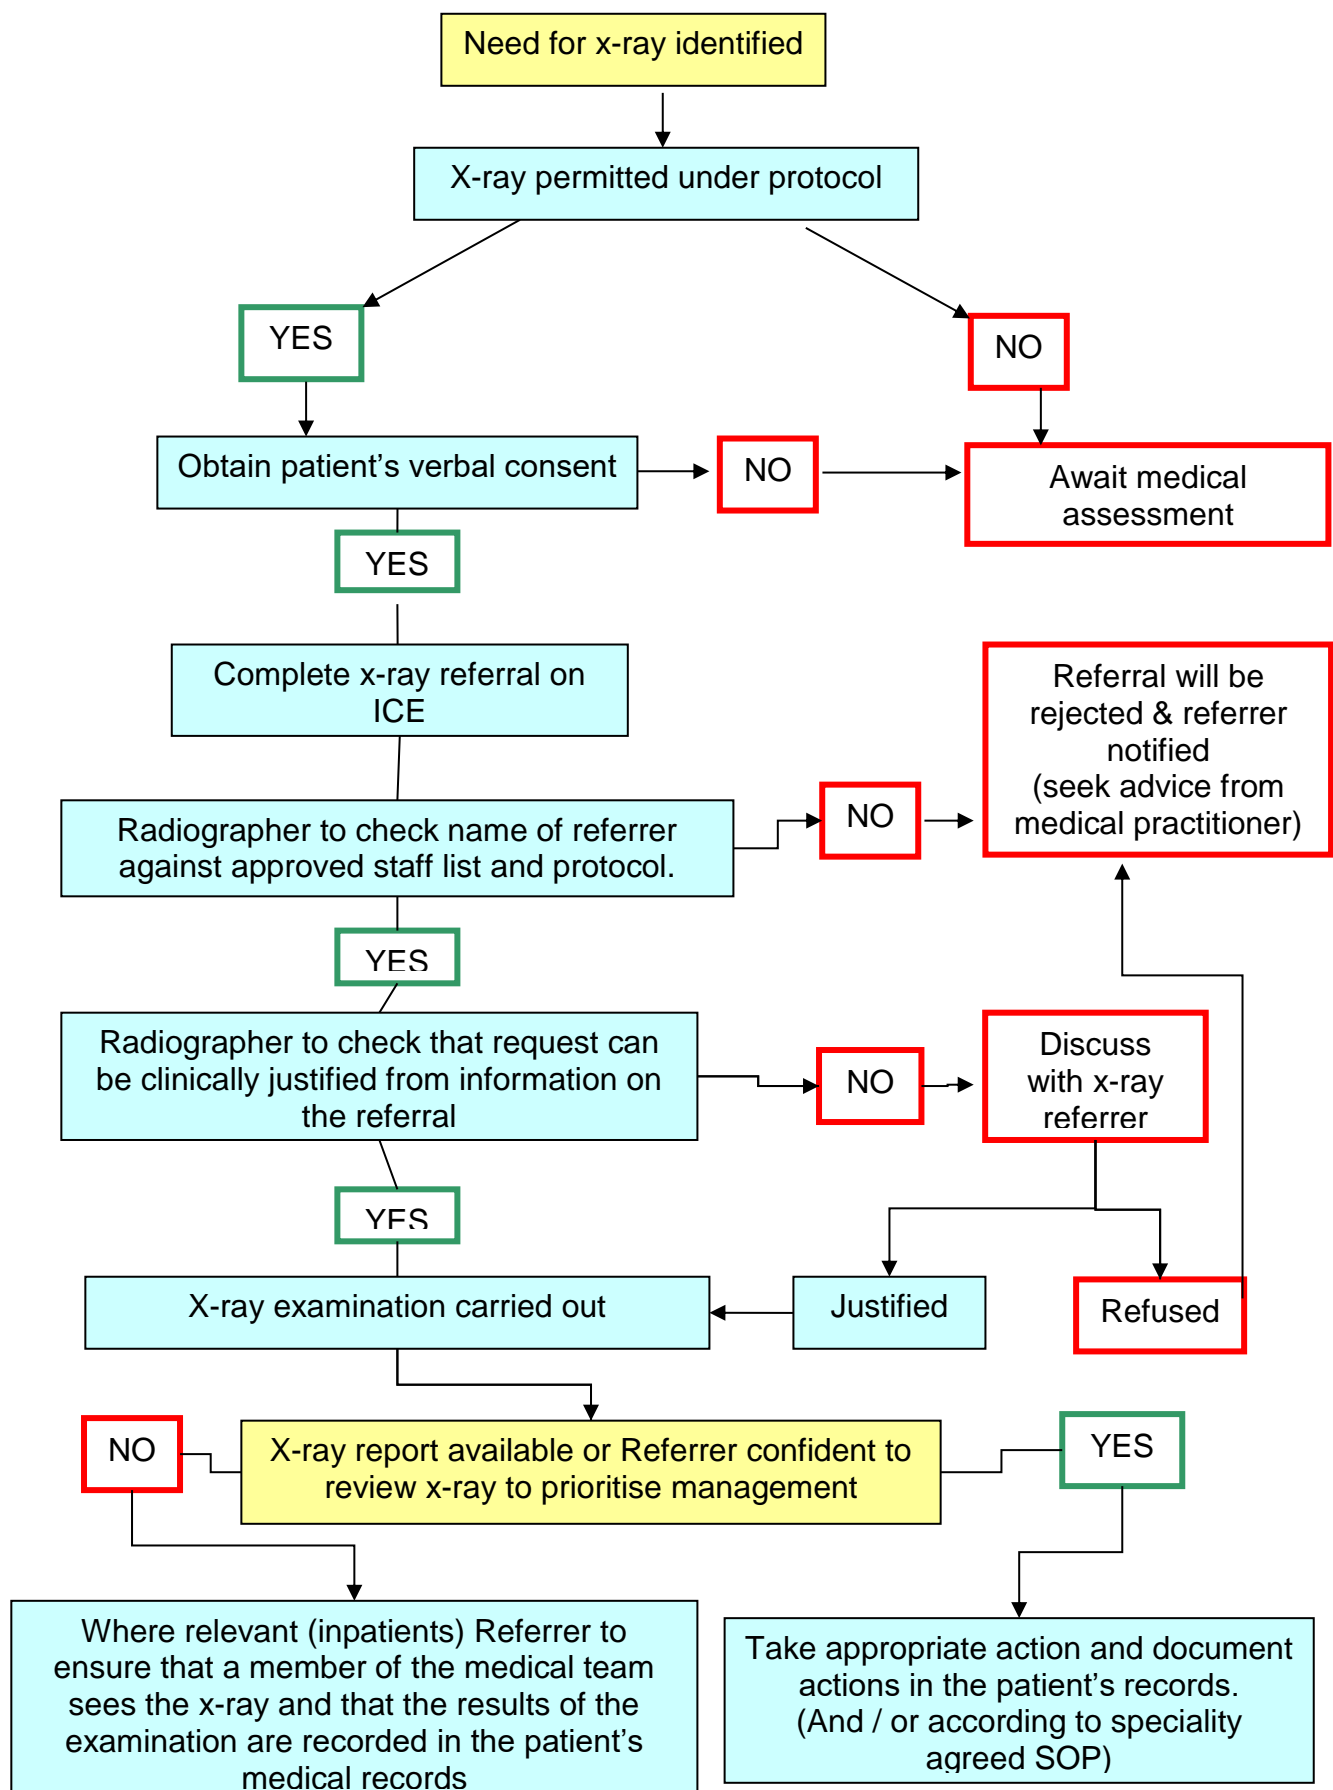 Need for x-ray identified
X-ray permitted under protocol
YES
NO
Obtain patient's verbal consent
NO
Await medical
assessment
YES
Complete x-ray referral on
ICE
Referral will be
rejected & referrer
notified
(seek advice from
medical practitioner)
Radiographer to check name of referrer
against approved staff list and protocol.
NO
YES
Radiographer to check that request can
be clinically justified from information on
the referral
NO
Discuss
with x-ray
referrer
YES
X-ray examination carried out
Justified
Refused
NO
X-ray report available or Referrer confident to
review x-ray to prioritise management
YES
Where relevant (inpatients) Referrer to
ensure that a member of the medical team
sees the x-ray and that the results of the
examination are recorded in the patient's
medical records
Take appropriate action and document
actions in the patient's records.
(And / or according to speciality
agreed SOP)